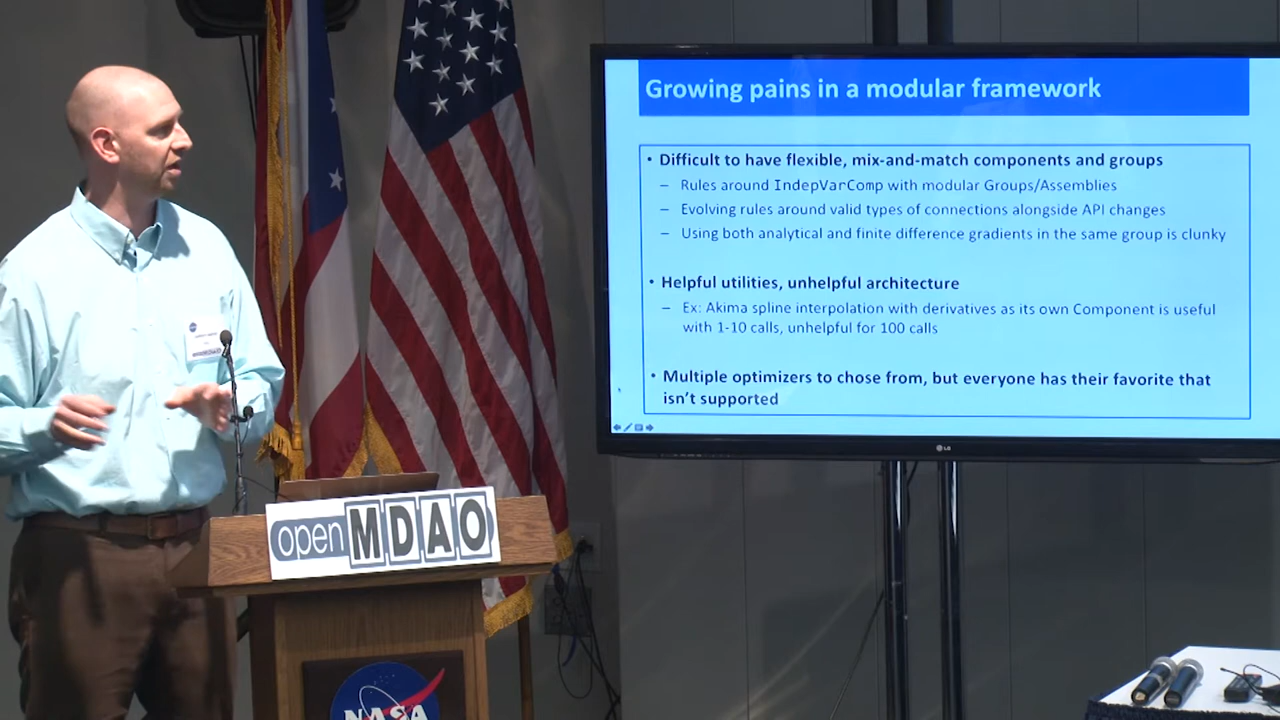 Growing pains in a modular framework
• Difficult to have flexible, mix-and-match components and groups
– Rules around IndepVarComp with modular Groups/Assemblies
– Evolving rules around valid types of connections alongside API changes
– Using both analytical and finite difference gradients in the same group is clunky
• Helpful utilities, unhelpful architecture
– Ex: Akima spline interpolation with derivatives as its own Component is useful
with 1-10 calls, unhelpful for 100 calls
• Multiple optimizers to chose from, but everyone has their favorite that
isn't supported
LG
openMDAO
NASA